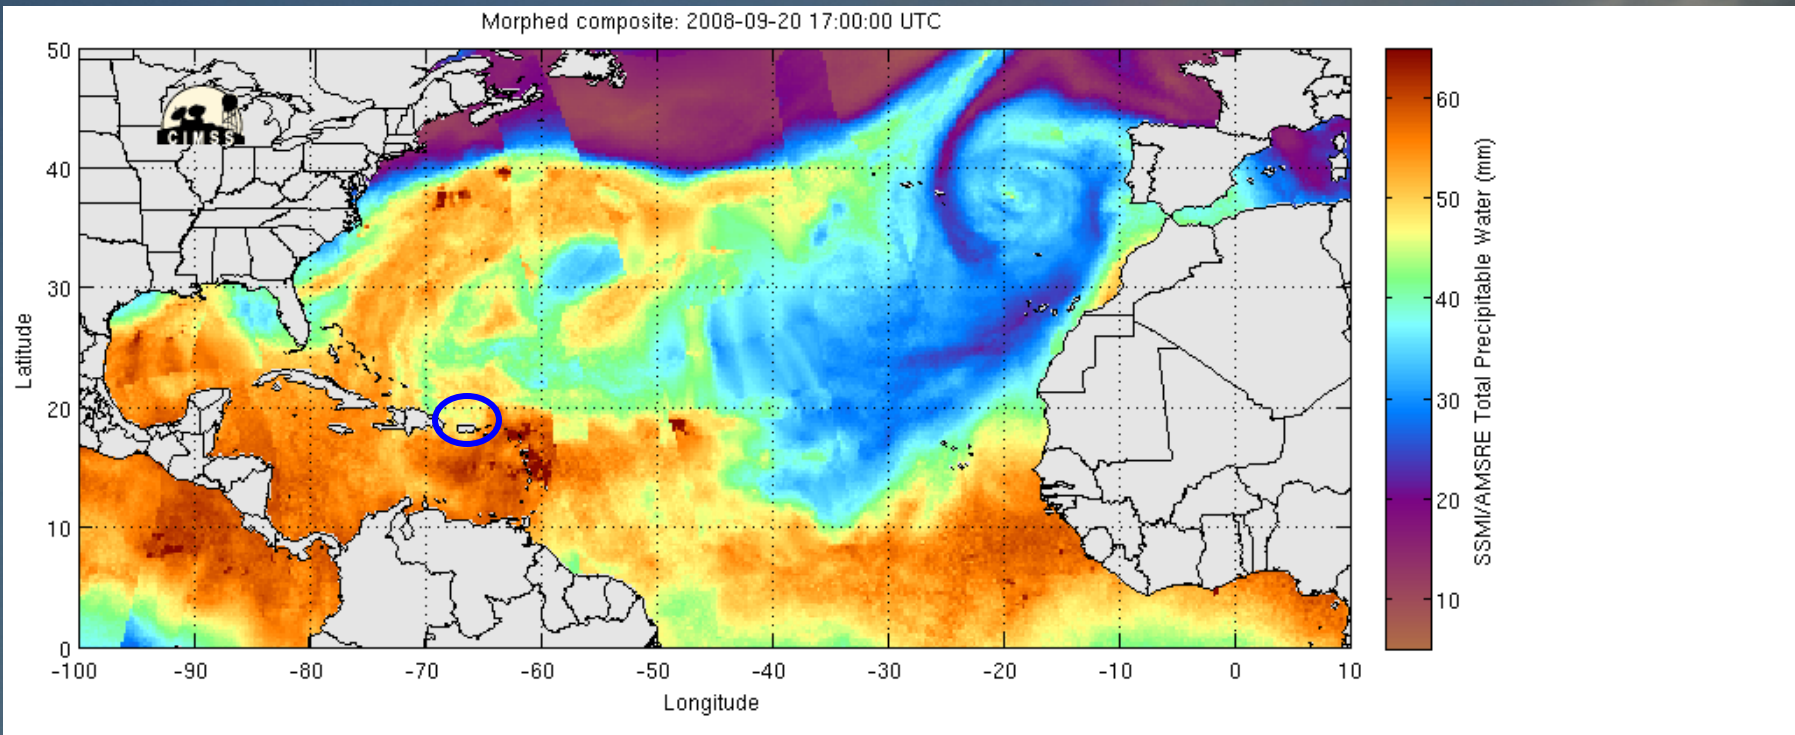 Morphed composite: 2008-09-20 17:00:00 UTC
CIMSS
50
40
30
20
10
0
-100 -90 -80 -70 -60 -50 -40 -30 -20 -10 0 10
Latitude
Longitude
60
50
40
30
20
10
SSMI/AMSRE Total Precipitable Water (mm)